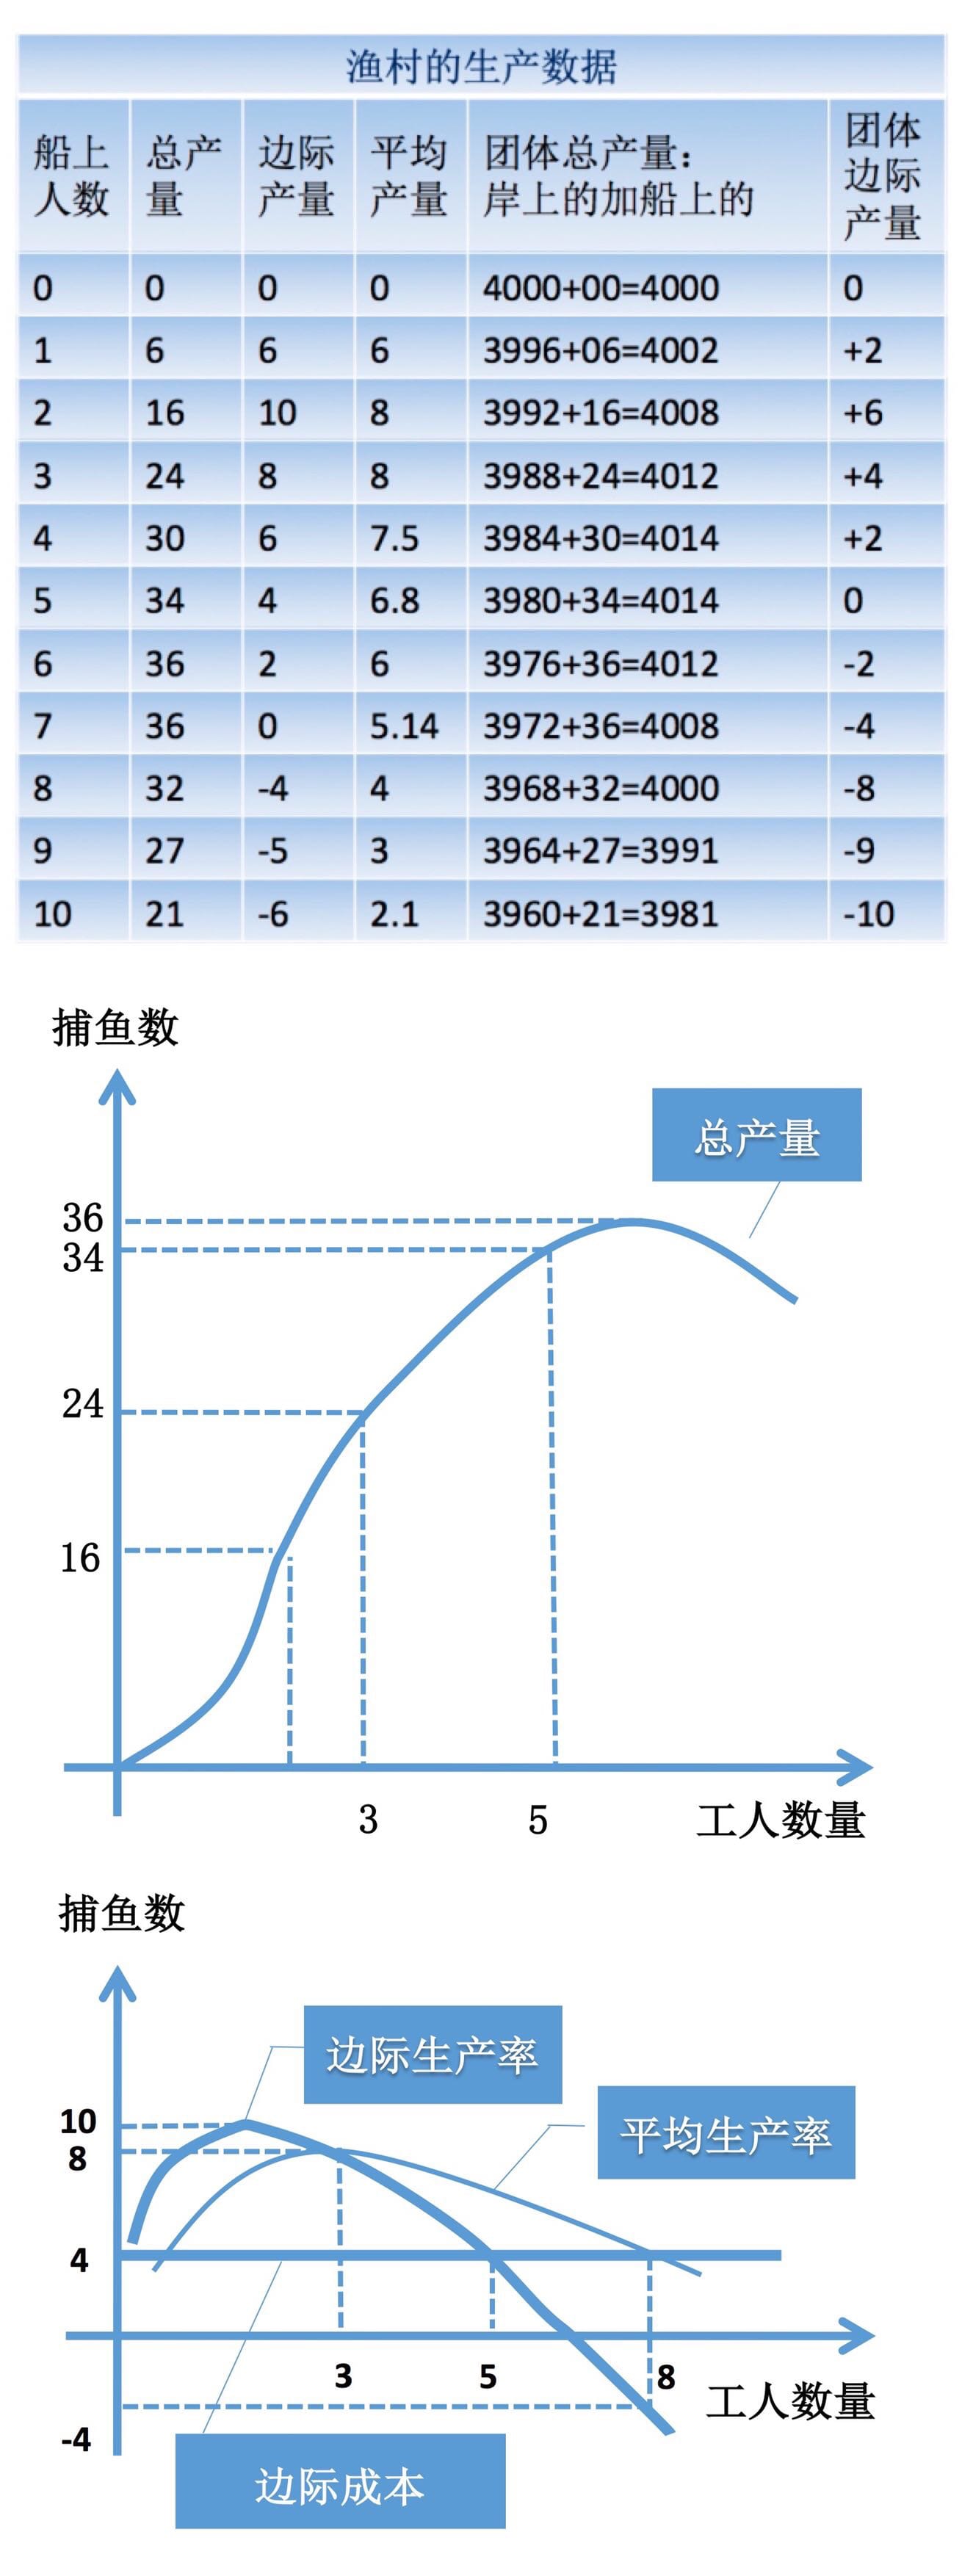 渔村的生产数据
船上人数 总产量 边际产量 平均产量 团体总产量：岸上的加船上的 团体边际产量
0 0 0 0 4000+00=4000 0
1 6 6 6 3996+06=4002 +2
2 16 10 8 3992+16=4008 +6
3 24 8 8 3988+24=4012 +4
4 30 6 7.5 3984+30=4014 +2
5 34 4 6.8 3980+34=4014 0
6 36 2 6 3976+36=4012 -2
7 36 0 5.14 3972+36=4008 -4
8 32 -4 4 3968+32=4000 -8
9 27 -5 3 3964+27=3991 -9
10 21 -6 2.1 3960+21=3981 -10
捕鱼数
总产量
36
34
24
16
3 5 工人数量
捕鱼数
边际生产率
平均生产率
10
8
4
3 5 8 工人数量
-4
边际成本